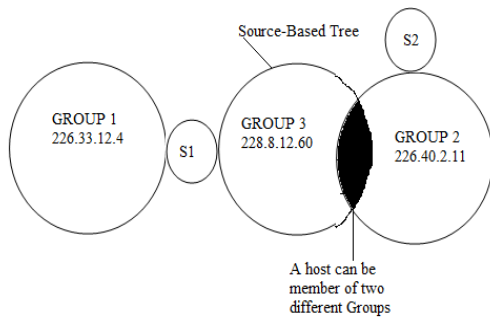 Source-Based Tree
S2
GROUP 1
226.33.12.4
S1
GROUP 3
228.8.12.60
GROUP 2
226.40.2.11
A host can be
member of two
different Groups